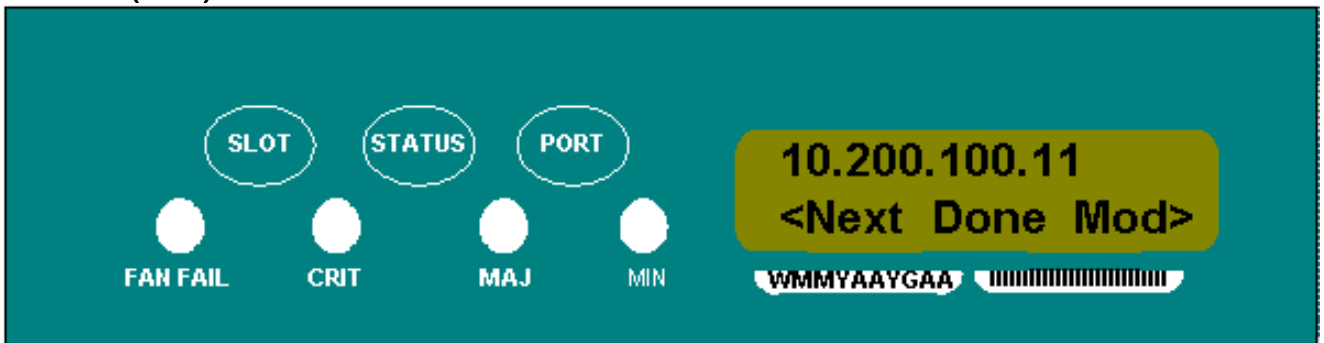 SLOT STATUS PORT
10.200.100.11
<Next Done Mod>
FAN FAIL CRIT MAJ MIN
WMMYAAYGAA